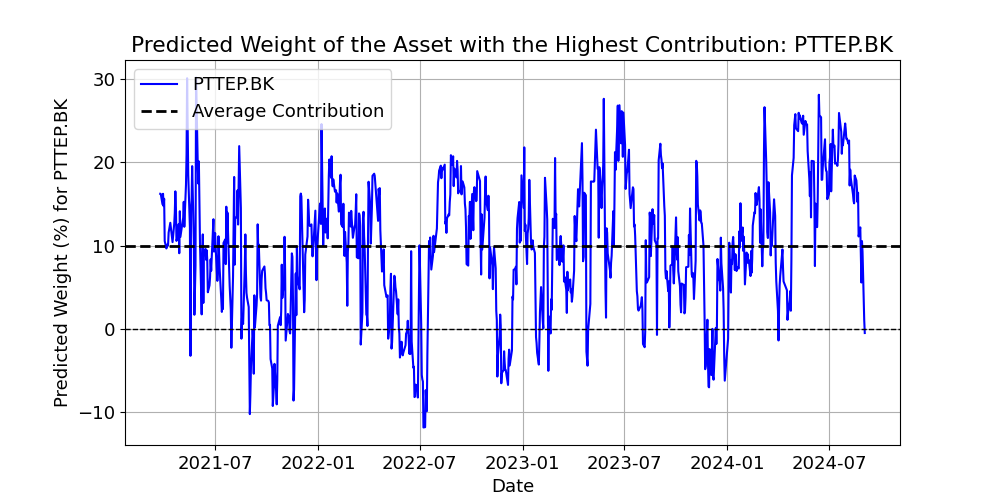 Predicted Weight of the Asset with the Highest Contribution: PTTEP.BK
PTTEP.BK
Average Contribution
Predicted Weight (%) for PTTEP.BK
30
20
10
0
−10
2021-07
2022-01
2022-07
2023-01
2023-07
2024-01
2024-07
Date